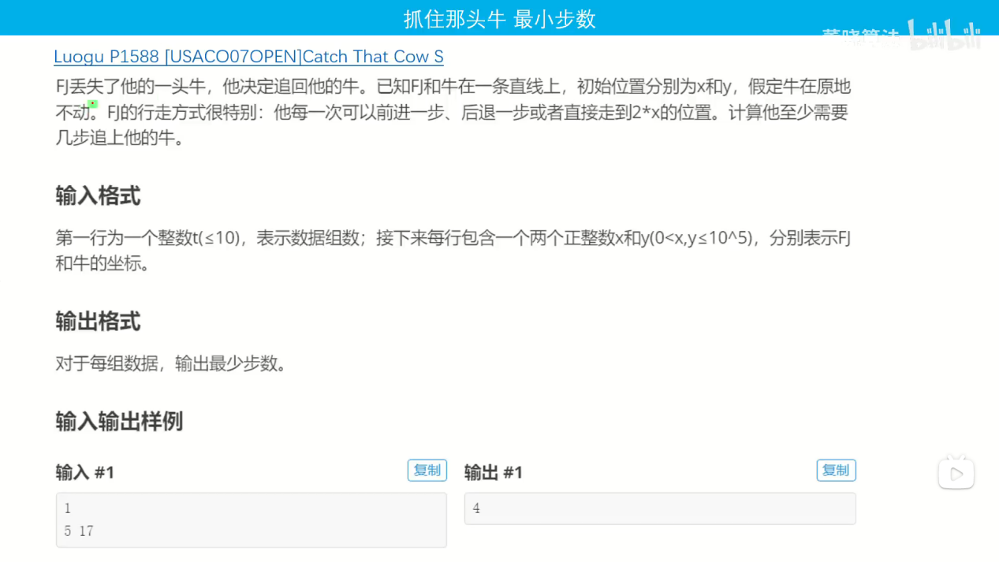 抓住那头牛 最小步数
董晓算法 bilibili
Luogu P1588 [USACO07OPEN]Catch That Cow S
FJ丢失了他的一头牛，他决定追回他的牛。已知FJ和牛在一条直线上，初始位置分别为x和y，假定牛在原地
不动。FJ的行走方式很特别：他每一次可以前进一步、后退一步或者直接走到2*x的位置。计算他至少需要
几步追上他的牛。
输入格式
第一行为一个整数t(≤10)，表示数据组数；接下来每行包含一个两个正整数x和y(0<x,y≤10^5)，分别表示FJ
和牛的坐标。
输出格式
对于每组数据，输出最少步数。
输入输出样例
输入 #1
复制
输出 #1
复制
1
5 17
4